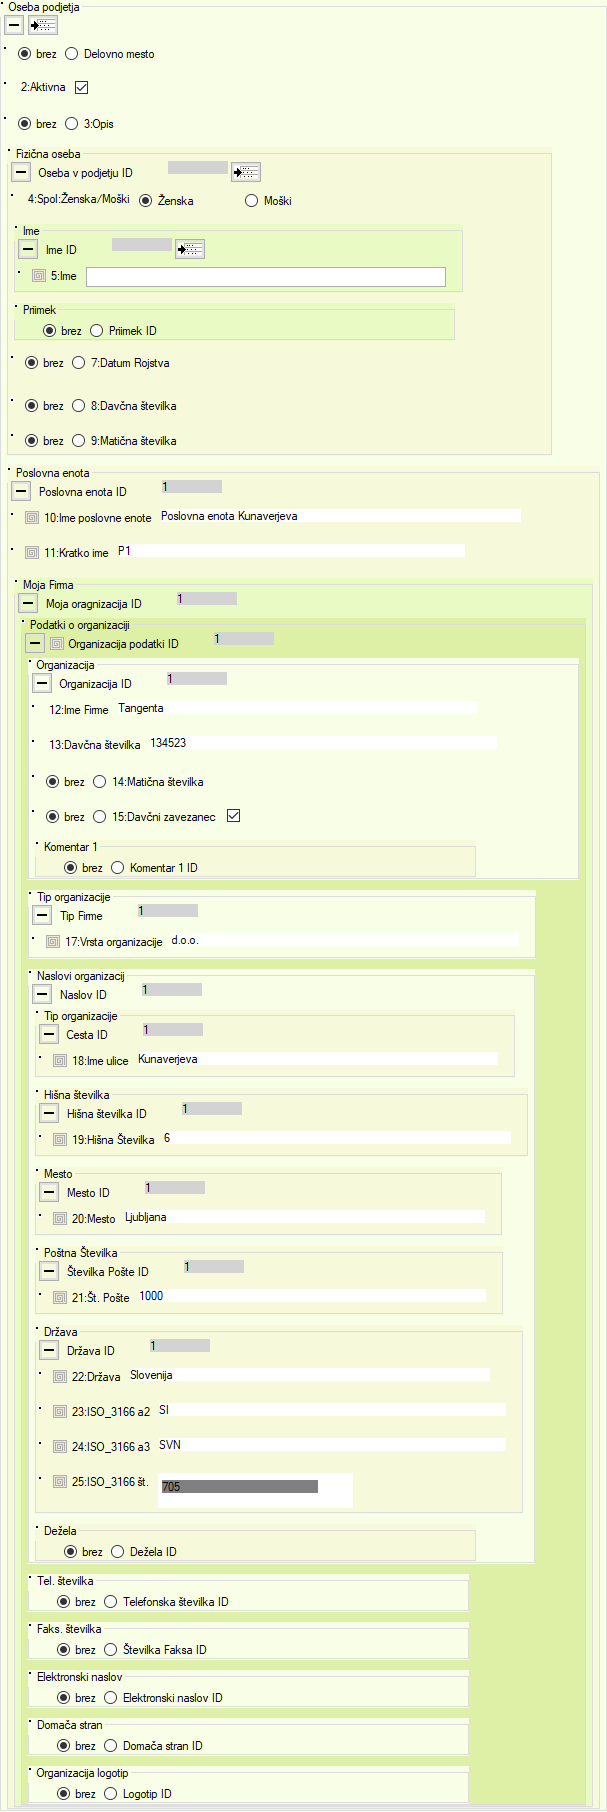 Oseba podjetja
brez Delovno mesto
2:Aktivna
brez 3:Opis
Fizična oseba
Oseba v podjetju ID
4:Spol:Ženska/Moški Ženska Moški
Ime
Ime ID
5:Ime
Priimek
brez Priimek ID
brez 7:Datum Rojstva
brez 8:Davčna številka
brez 9:Matična številka
Poslovna enota
Poslovna enota ID 1
10:Ime poslovne enote Poslovna enota Kunaverjeva
11:Kratko ime P1
Moja Firma
Moja oragnizacija ID 1
Podatki o organizaciji
Organizacija podatki ID 1
Organizacija
Organizacija ID 1
12:Ime Firme Tangenta
13:Davčna številka 134523
brez 14:Matična številka
brez 15:Davčni zavezanec
Komentar 1
brez Komentar 1 ID
Tip organizacije
Tip Firme 1
17:Vrsta organizacije d.o.o.
Naslovi organizacij
Naslov ID 1
Tip organizacije
Cesta ID 1
18:Ime ulice Kunaverjeva
Hišna številka
Hišna številka ID 1
19:Hišna Številka 6
Mesto
Mesto ID 1
20:Mesto Ljubljana
Poštna Številka
Številka Pošte ID 1
21:Št. Pošte 1000
Država
Država ID 1
22:Država Slovenija
23:ISO_3166 a2 SI
24:ISO_3166 a3 SVN
25:ISO_3166 št. 705
Dežela
brez Dežela ID
Tel. številka
brez Telefonska številka ID
Faks. številka
brez Številka Faksa ID
Elektronski naslov
brez Elektronski naslov ID
Domača stran
brez Domača stran ID
Organizacija logotip
brez Logotip ID